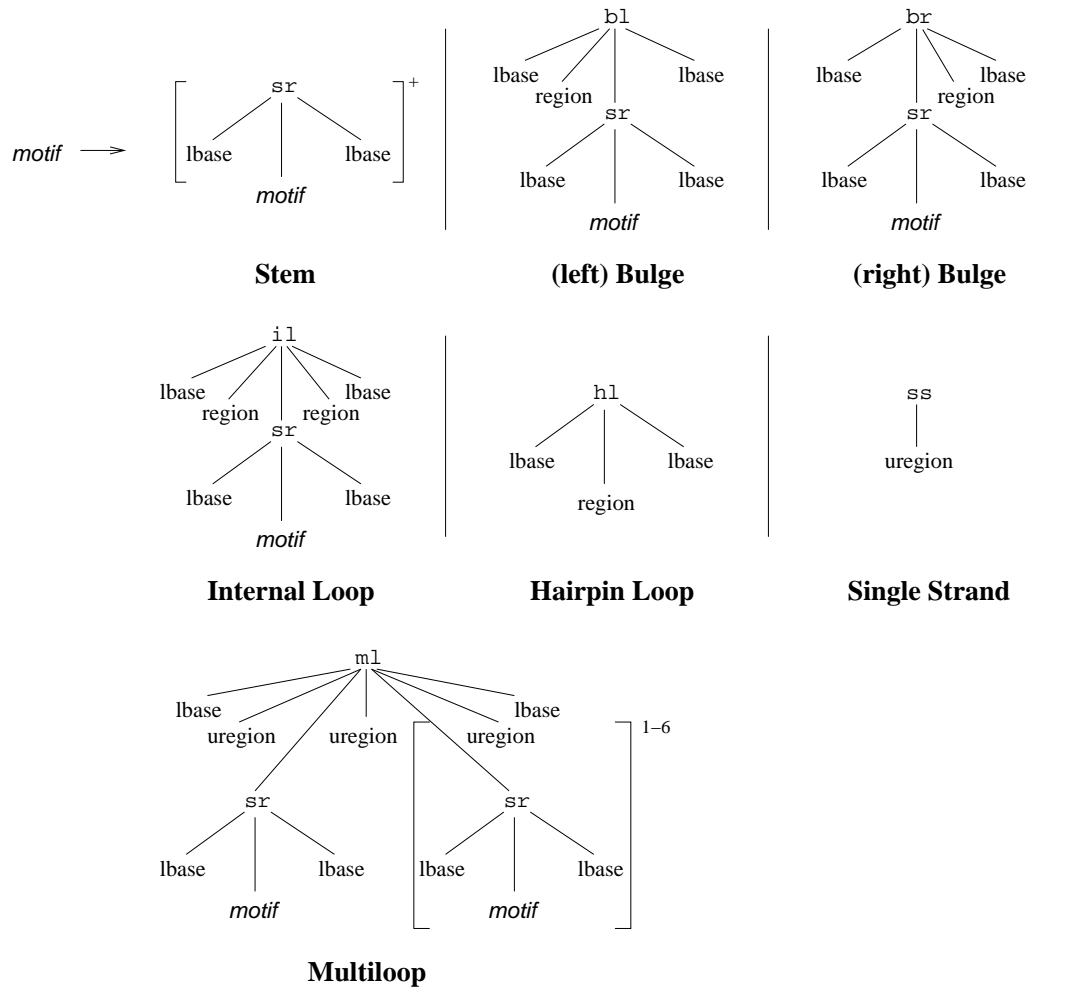 bl
br
lbase
lbase
lbase
lbase
region
region
sr
+
sr
sr
motif
lbase
lbase
motif
lbase
lbase
lbase
lbase
motif
motif
Stem
(left) Bulge
(right) Bulge
il
lbase
lbase
region
region
sr
lbase
lbase
motif
hl
lbase
lbase
region
ss
uregion
Internal Loop
Hairpin Loop
Single Strand
ml
lbase
lbase
uregion
uregion
uregion
1–6
sr
sr
lbase
lbase
lbase
lbase
motif
motif
Multiloop